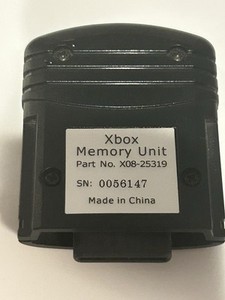 Xbox
Memory Unit
Part No. X08-25319
SN: 0056147
Made in China